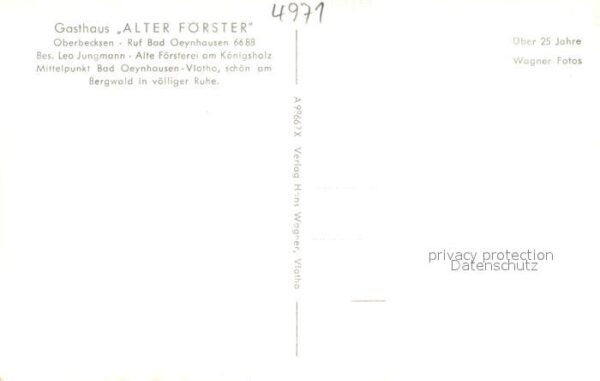 4971
Gasthaus „ALTER FÖRSTER"
Oberbecksen · Ruf Bad Oeynhausen 6688
Bes. Leo Jungmann · Alte Försterei am Königsholz
Mittelpunkt Bad Oeynhausen-Vlotho, schön am
Bergwald in völliger Ruhe.
Über 25 Jahre
Wagner Fotos
Verlag Hans Wagner, Vlotho
privacy protection
Datenschutz